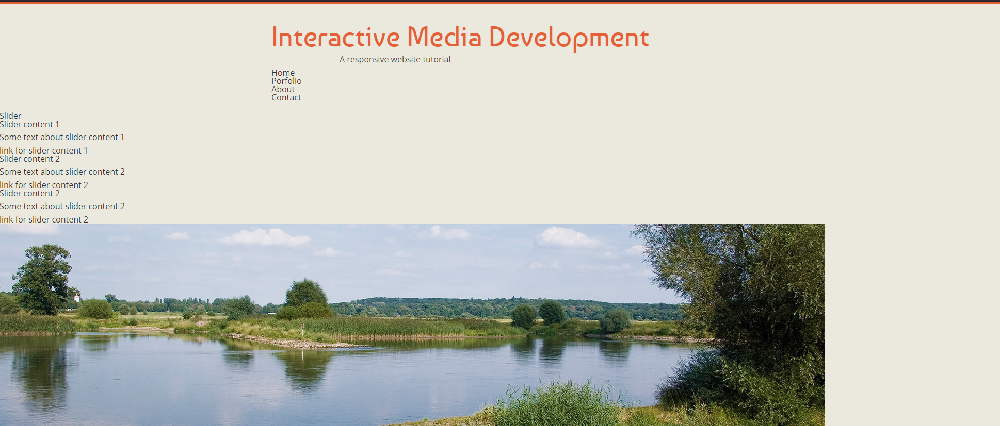 Interactive Media Development
A responsive website tutorial
Home
Porfolio
About
Contact
Slider
Slider content 1
Some text about slider content 1
link for slider content 1
Slider content 2
Some text about slider content 2
link for slider content 2
Slider content 2
Some text about slider content 2
link for slider content 2